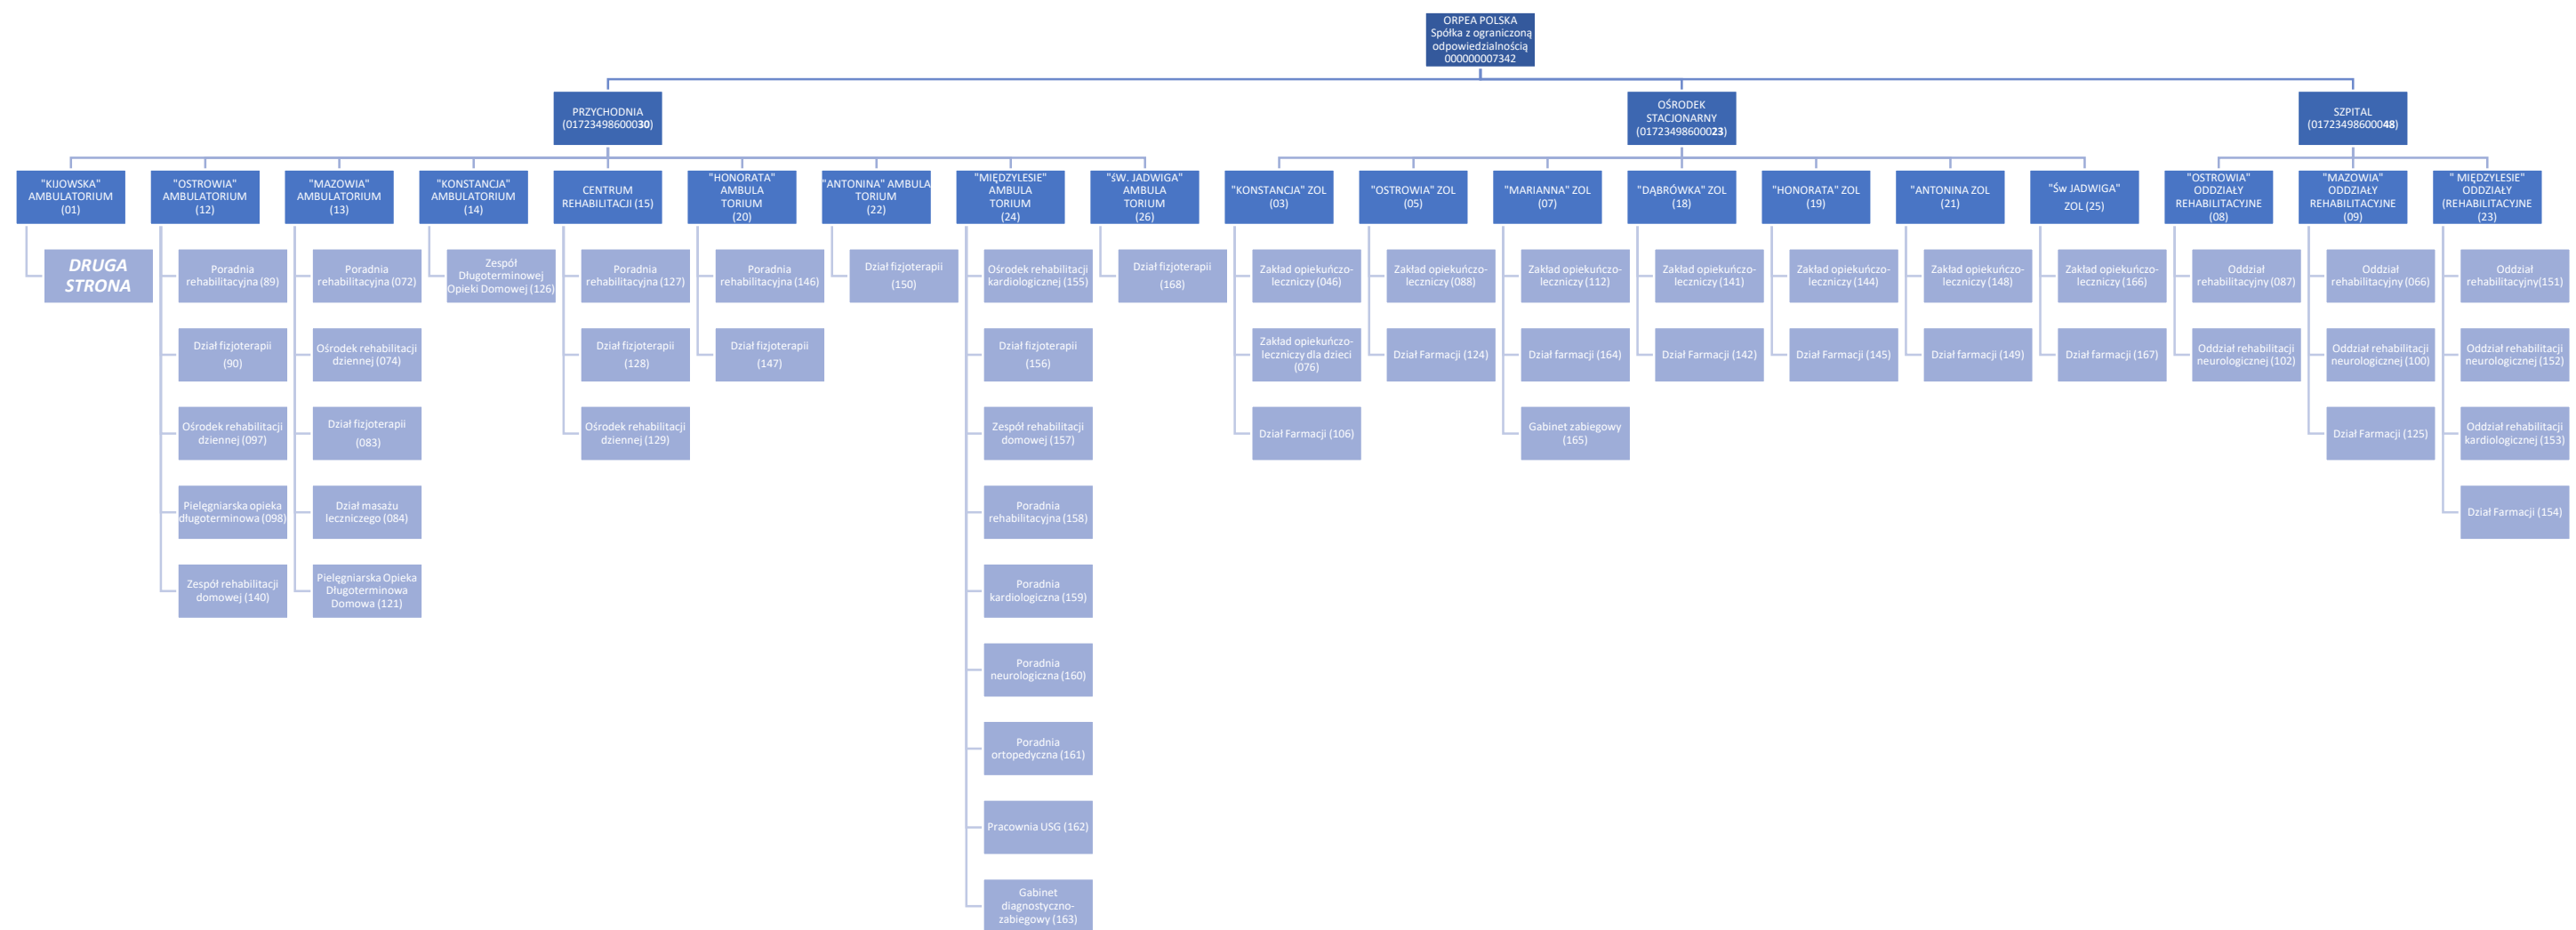 ORPEA POLSKA
Spółka z ograniczoną
odpowiedzialnością
000000007342
PRZYCHODNIA
(01723498600030)
OŚRODEK
STACJONARNY
(01723498600023)
SZPITAL
(01723498600048)
"KIJOWSKA"
AMBULATORIUM
(01)
"OSTROWIA"
AMBULATORIUM
(12)
"MAZOWIA"
AMBULATORIUM
(13)
"KONSTANCJA"
AMBULATORIUM
(14)
CENTRUM
REHABILITACJI (15)
"HONORATA"
AMBULA
TORIUM
(20)
"ANTONINA" AMBULA
TORIUM
(22)
"MIĘDZYLESIE"
AMBULA
TORIUM
(24)
"śW. JADWIGA"
AMBULA
TORIUM
(26)
"KONSTANCJA" ZOL
(03)
"OSTROWIA" ZOL
(05)
"MARIANNA" ZOL
(07)
"DĄBRÓWKA" ZOL
(18)
"HONORATA" ZOL
(19)
"ANTONINA ZOL
(21)
"Św JADWIGA"
ZOL (25)
"OSTROWIA"
ODDZIAŁY
REHABILITACYJNE
(08)
"MAZOWIA"
ODDZIAŁY
REHABILITACYJNE
(09)
" MIĘDZYLESIE"
ODDZIAŁY
(REHABILITACYJNE
(23)
DRUGA
STRONA
Poradnia
rehabilitacyjna (89)
Dział fizjoterapii
(90)
Ośrodek rehabilitacji
dziennej (097)
Pielęgniarska opieka
długoterminowa (098)
Zespół rehabilitacji
domowej (140)
Poradnia
rehabilitacyjna (072)
Ośrodek rehabilitacji
dziennej (074)
Dział fizjoterapii
(083)
Dział masażu
leczniczego (084)
Pielęgniarska Opieka
Długoterminowa
Domowa (121)
Zespół
Długoterminowej
Opieki Domowej (126)
Poradnia
rehabilitacyjna (127)
Dział fizjoterapii
(128)
Ośrodek rehabilitacji
dziennej (129)
Poradnia
rehabilitacyjna (146)
Dział fizjoterapii
(147)
Dział fizjoterapii
(150)
Ośrodek rehabilitacji
kardiologicznej (155)
Dział fizjoterapii
(156)
Zespół rehabilitacji
domowej (157)
Poradnia
rehabilitacyjna (158)
Poradnia
kardiologiczna (159)
Poradnia
neurologiczna (160)
Poradnia
ortopedyczna (161)
Pracownia USG (162)
Gabinet
diagnostyczno-
zabiegowy (163)
Dział fizjoterapii
(168)
Zakład opiekuńczo-
leczniczy (046)
Zakład opiekuńczo-
leczniczy dla dzieci
(076)
Dział Farmacji (106)
Zakład opiekuńczo-
leczniczy (088)
Dział Farmacji (124)
Zakład opiekuńczo-
leczniczy (112)
Dział farmacji (164)
Gabinet zabiegowy
(165)
Zakład opiekuńczo-
leczniczy (141)
Dział Farmacji (142)
Zakład opiekuńczo-
leczniczy (144)
Dział Farmacji (145)
Zakład opiekuńczo-
leczniczy (148)
Dział farmacji (149)
Zakład opiekuńczo-
leczniczy (166)
Dział farmacji (167)
Oddział
rehabilitacyjny (087)
Oddział rehabilitacji
neurologicznej (102)
Oddział
rehabilitacyjny (066)
Oddział rehabilitacji
neurologicznej (100)
Dział Farmacji (125)
Oddział
rehabilitacyjny(151)
Oddział rehabilitacji
neurologicznej (152)
Oddział rehabilitacji
kardiologicznej (153)
Dział Farmacji (154)